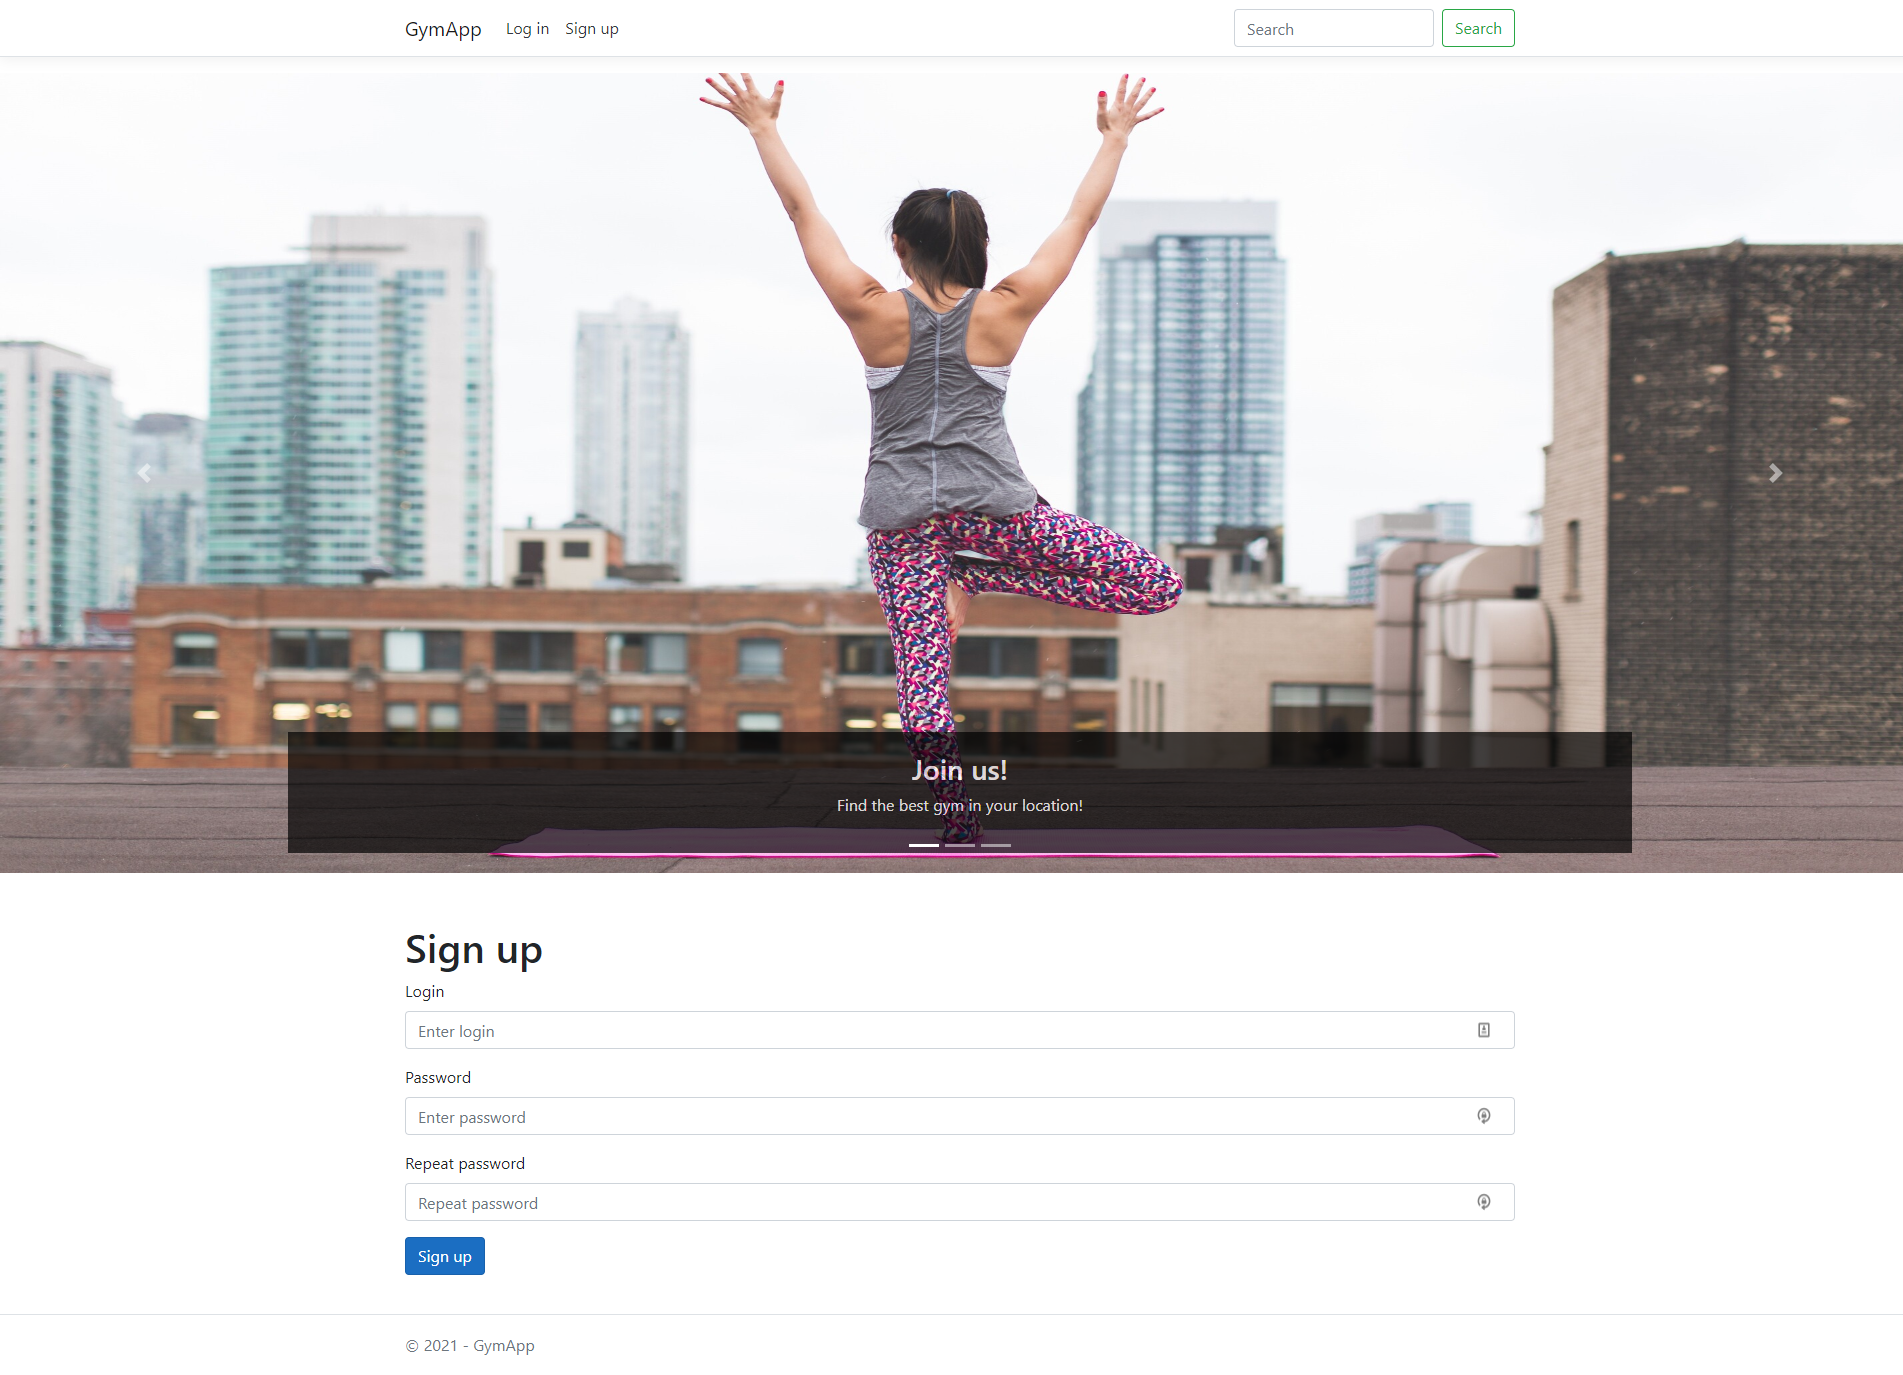 GymApp Log in Sign up Search Search
Join us!
Find the best gym in your location!
Sign up
Login
Enter login
Password
Enter password
Repeat password
Repeat password
Sign up
© 2021 - GymApp